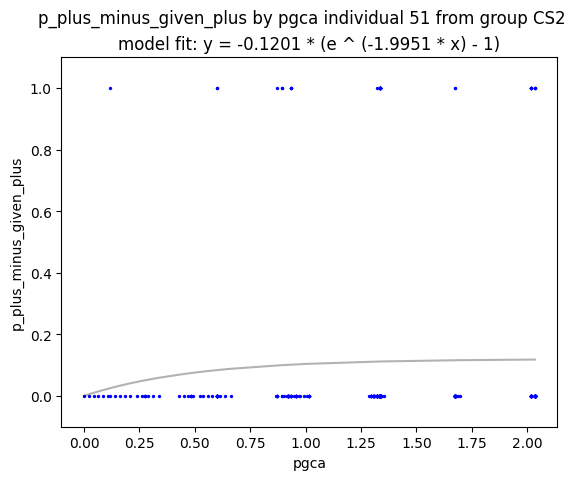 p_plus_minus_given_plus by pgca individual 51 from group CS2
model fit: y = -0.1201 * (e ^ (-1.9951 * x) - 1)
p_plus_minus_given_plus
1.0
0.8
0.6
0.4
0.2
0.0
0.00 0.25 0.50 0.75 1.00 1.25 1.50 1.75 2.00
pgca